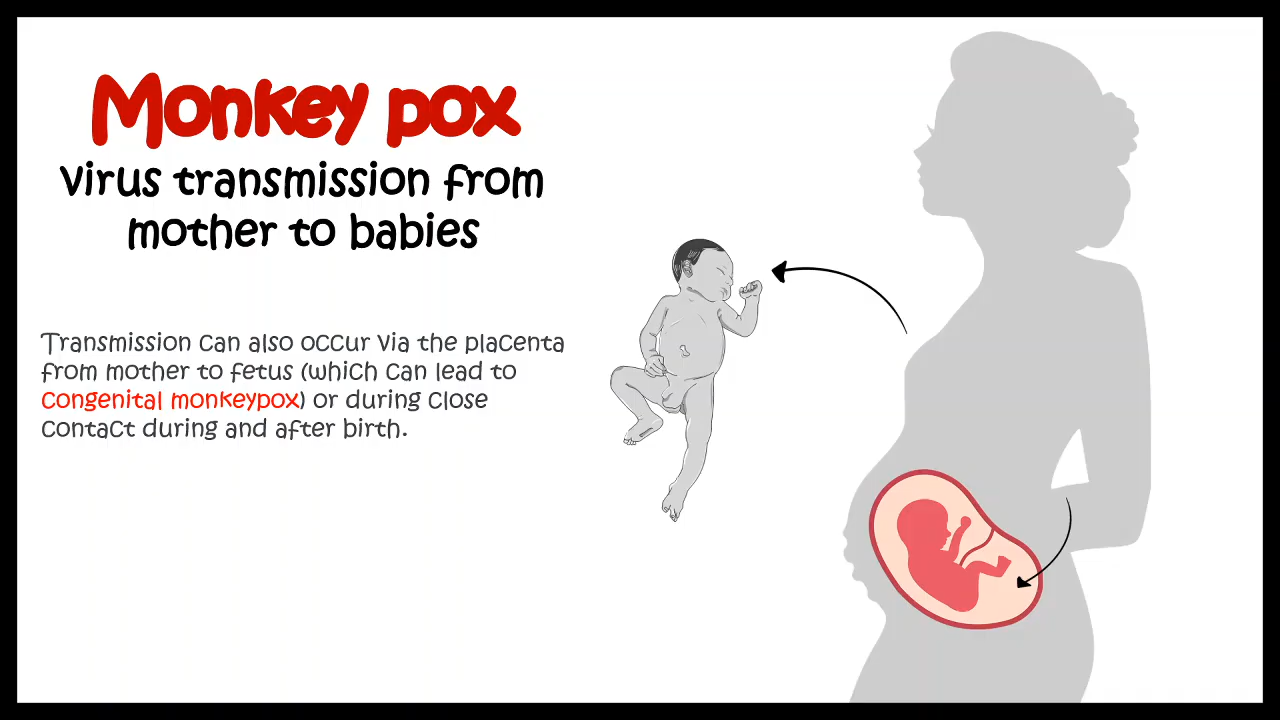 Monkey pox
virus transmission from
mother to babies
Transmission can also occur via the placenta
from mother to fetus (which can lead to
congenital monkeypox) or during close
contact during and after birth.